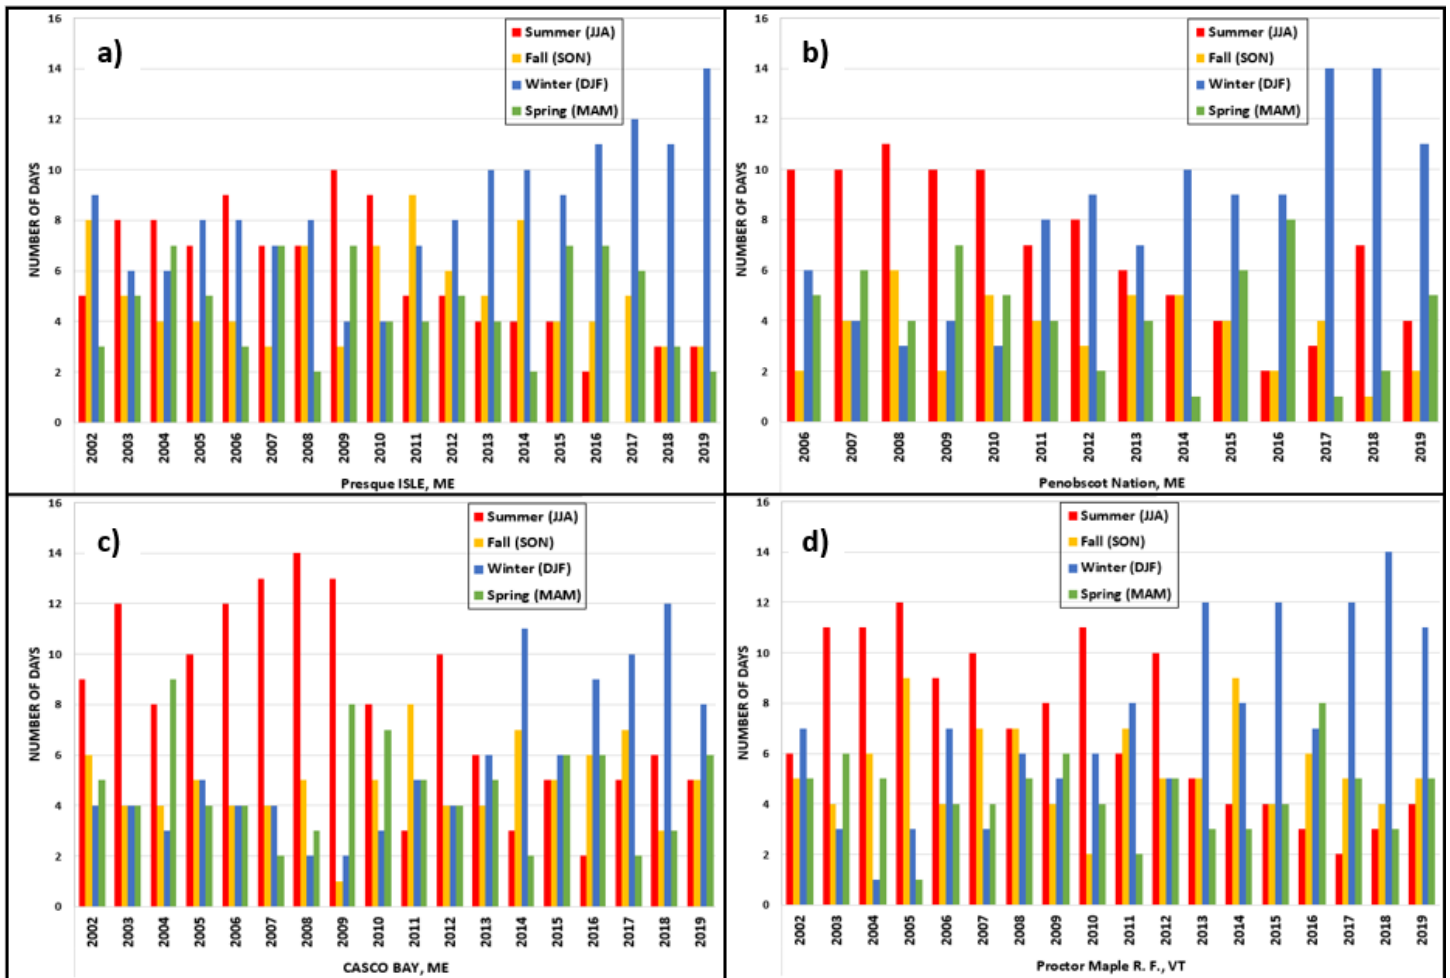 a)
Summer (JJA)
Fall (SON)
Winter (DJF)
Spring (MAM)
NUMBER OF DAYS
16
14
12
10
8
6
4
2
0
2002 2003 2004 2005 2006 2007 2008 2009 2010 2011 2012 2013 2014 2015 2016 2017 2018 2019
Presque ISLE, ME
b)
Summer (JJA)
Fall (SON)
Winter (DJF)
Spring (MAM)
NUMBER OF DAYS
16
14
12
10
8
6
4
2
0
2006 2007 2008 2009 2010 2011 2012 2013 2014 2015 2016 2017 2018 2019
Penobscot Nation, ME
c)
Summer (JJA)
Fall (SON)
Winter (DJF)
Spring (MAM)
NUMBER OF DAYS
16
14
12
10
8
6
4
2
0
2002 2003 2004 2005 2006 2007 2008 2009 2010 2011 2012 2013 2014 2015 2016 2017 2018 2019
CASCO BAY, ME
d)
Summer (JJA)
Fall (SON)
Winter (DJF)
Spring (MAM)
NUMBER OF DAYS
16
14
12
10
8
6
4
2
0
2002 2003 2004 2005 2006 2007 2008 2009 2010 2011 2012 2013 2014 2015 2016 2017 2018 2019
Proctor Maple R. F., VT